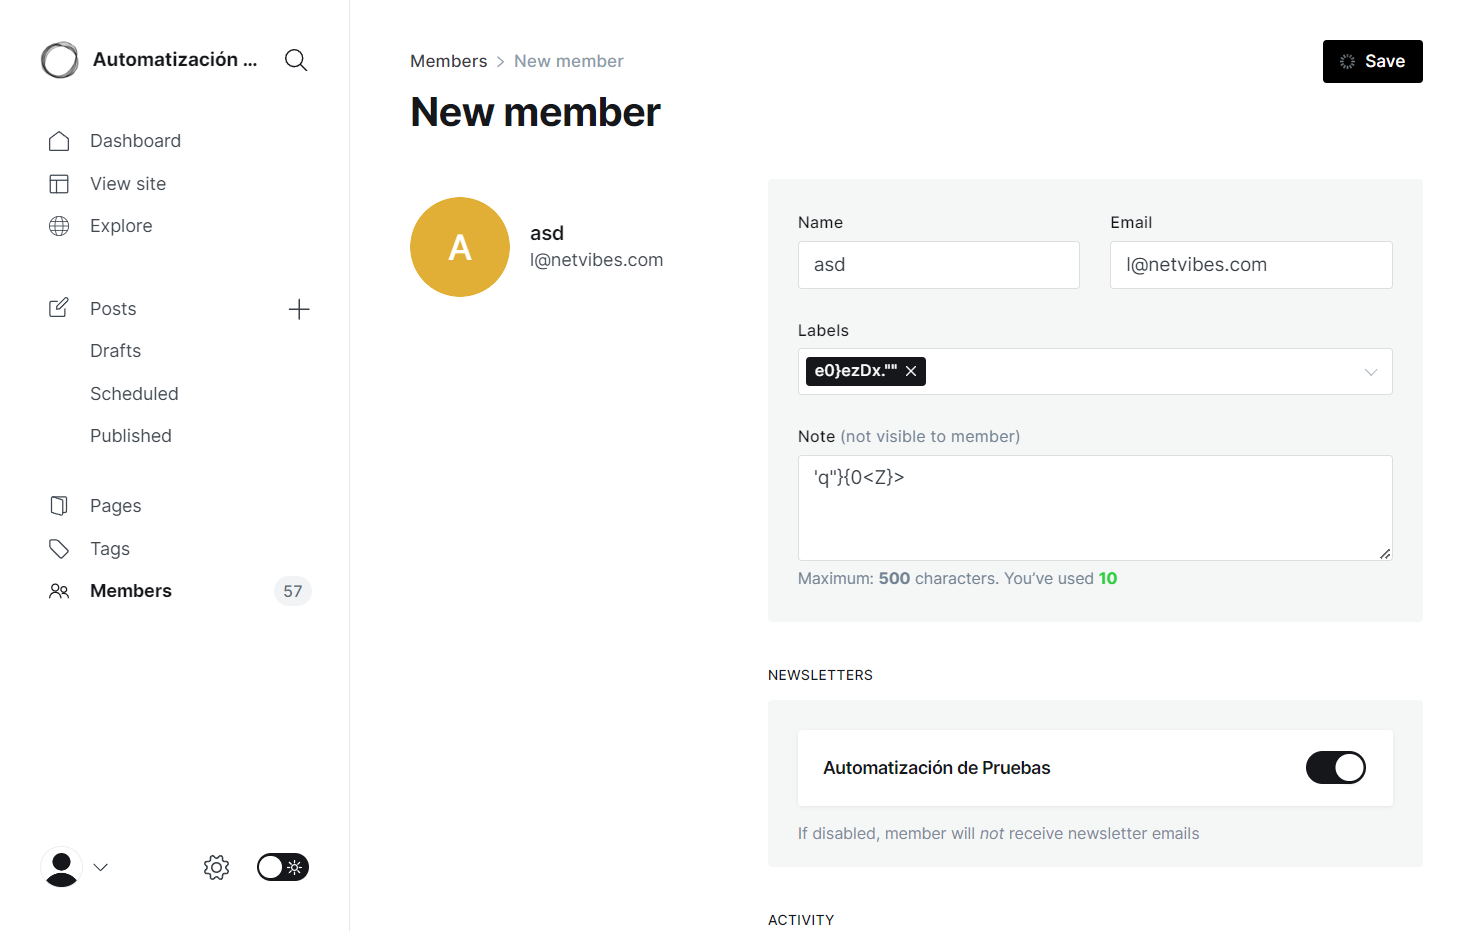 Automatización ...
Dashboard
View site
Explore
Posts
Drafts
Scheduled
Published
Pages
Tags
Members
57
Members > New member
Save
New member
A
asd
l@netvibes.com
Name
Email
asd
l@netvibes.com
Labels
e0}ezDx.""
Note (not visible to member)
'q"}{0<Z}>
Maximum: 500 characters. You’ve used 10
NEWSLETTERS
Automatización de Pruebas
If disabled, member will not receive newsletter emails
ACTIVITY